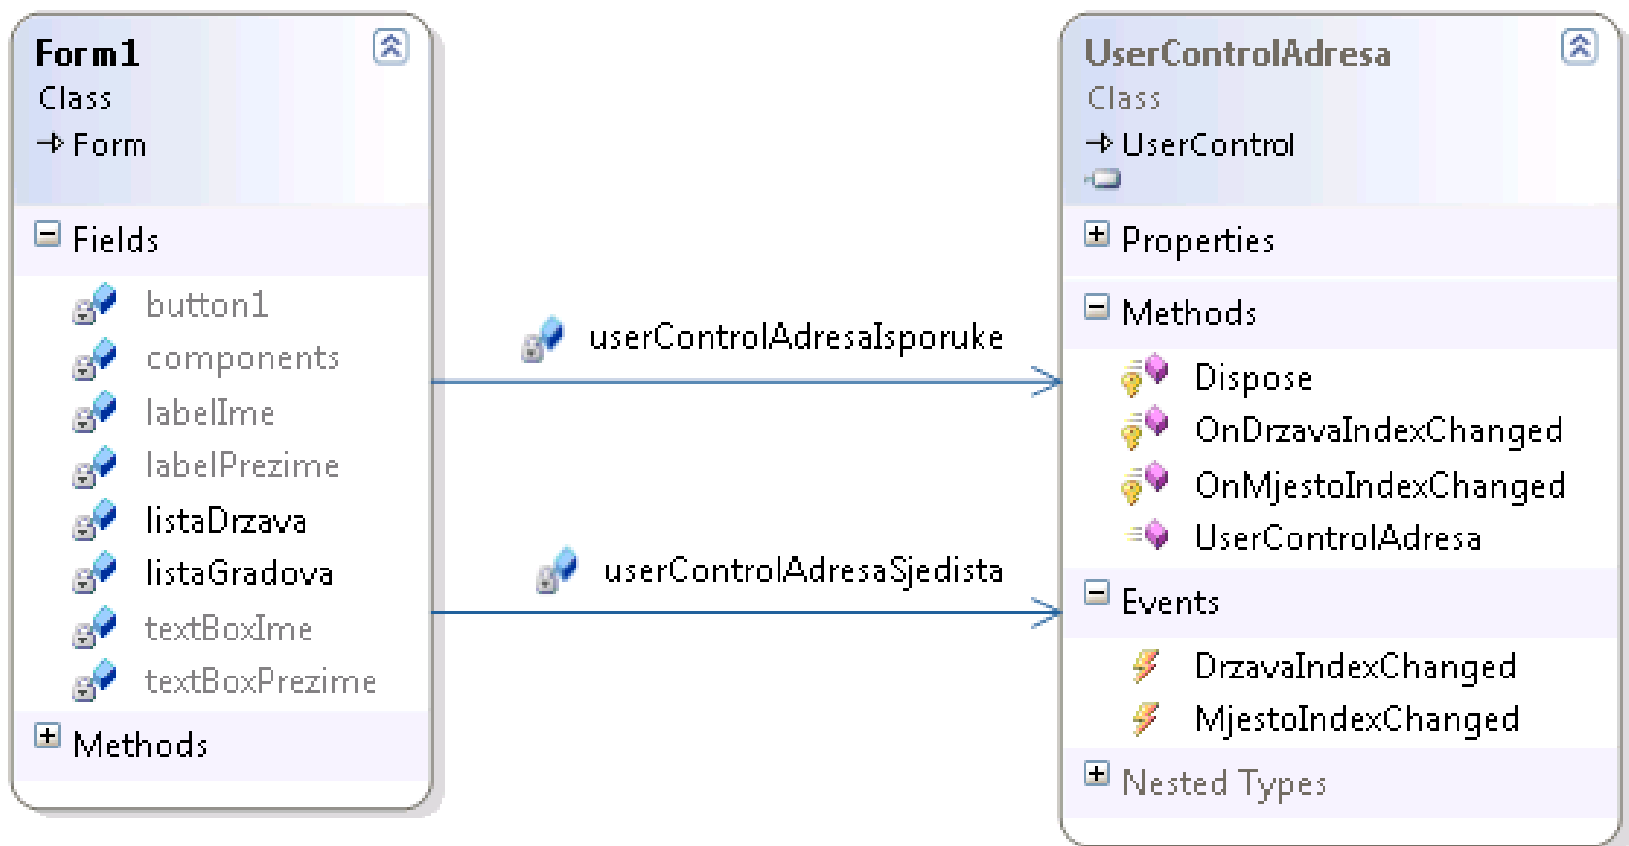 Form1
Class
Form
Fields
button1
components
labelIme
labelPrezime
listaDrzava
listaGradova
textBoxIme
textBoxPrezime
Methods
userControlAdresaIsporuke
userControlAdresaSjedista
UserControlAdresa
Class
UserControl
Properties
Methods
Dispose
OnDrzavaIndexChanged
OnMjestoIndexChanged
UserControlAdresa
Events
DrzavaIndexChanged
MjestoIndexChanged
Nested Types